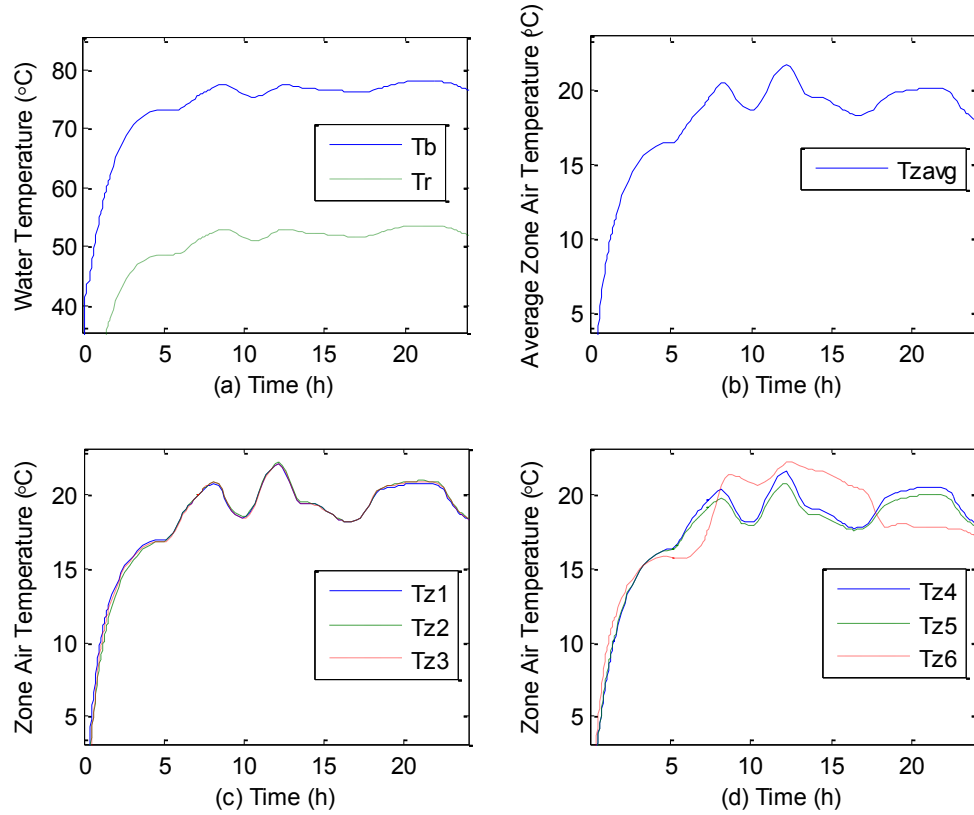 Water Temperature (°C)
80
70
60
50
40
Tb
Tr
0
5
10
15
20
(a) Time (h)
Average Zone Air Temperature (°C)
20
15
10
5
Tzavg
0
5
10
15
20
(b) Time (h)
Zone Air Temperature (°C)
20
15
10
5
Tz1
Tz2
Tz3
0
5
10
15
20
(c) Time (h)
Zone Air Temperature (°C)
20
15
10
5
Tz4
Tz5
Tz6
0
5
10
15
20
(d) Time (h)